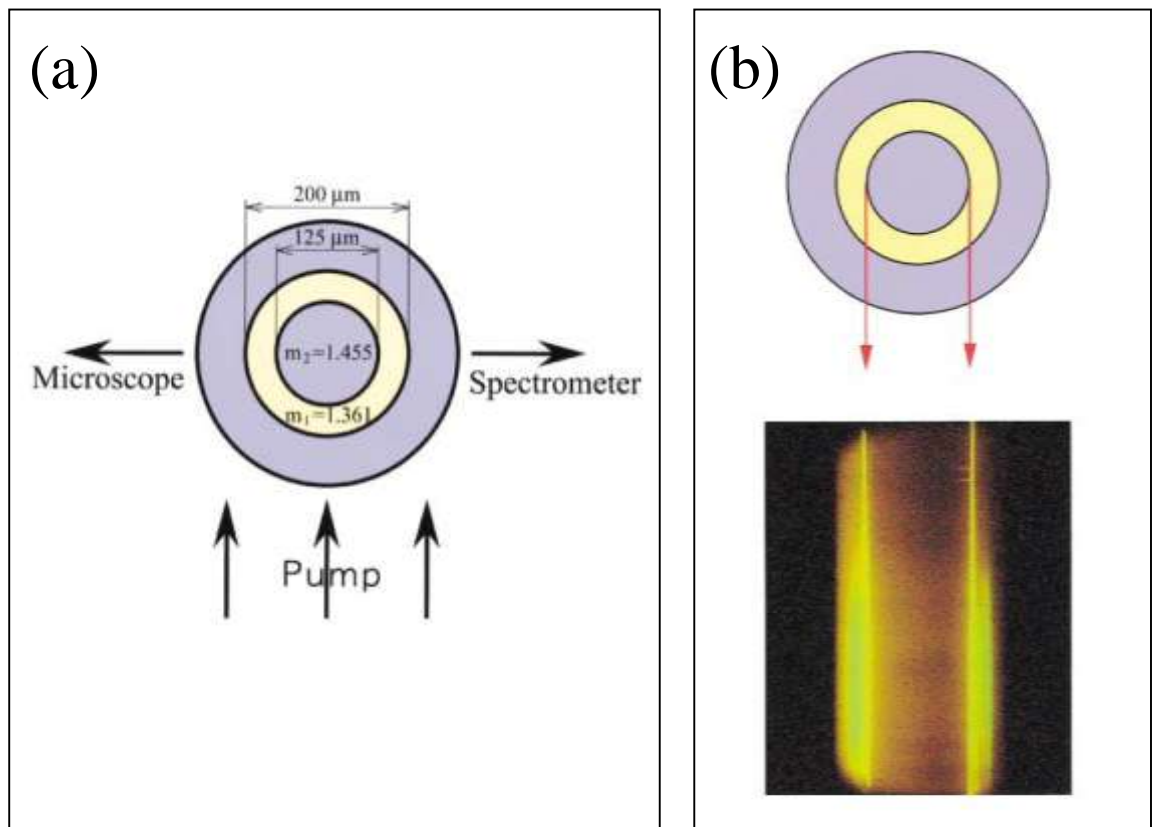 (a)
200 μm
125 μm
m₂=1.455
m₁=1.361
Microscope
Spectrometer
Pump
(b)